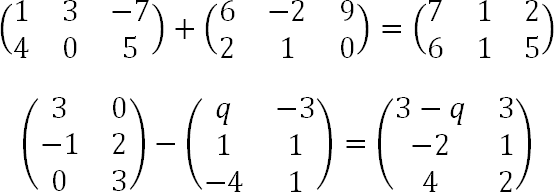 (1 3 −7) + (6 −2 9) = (7 1 2)
(4 0 5) (2 1 0) (6 1 5)
(3 0) − (q −3) = (3 − q 3)
(−1 2) (1 1) (−2 1)
(0 3) (−4 1) (4 2)